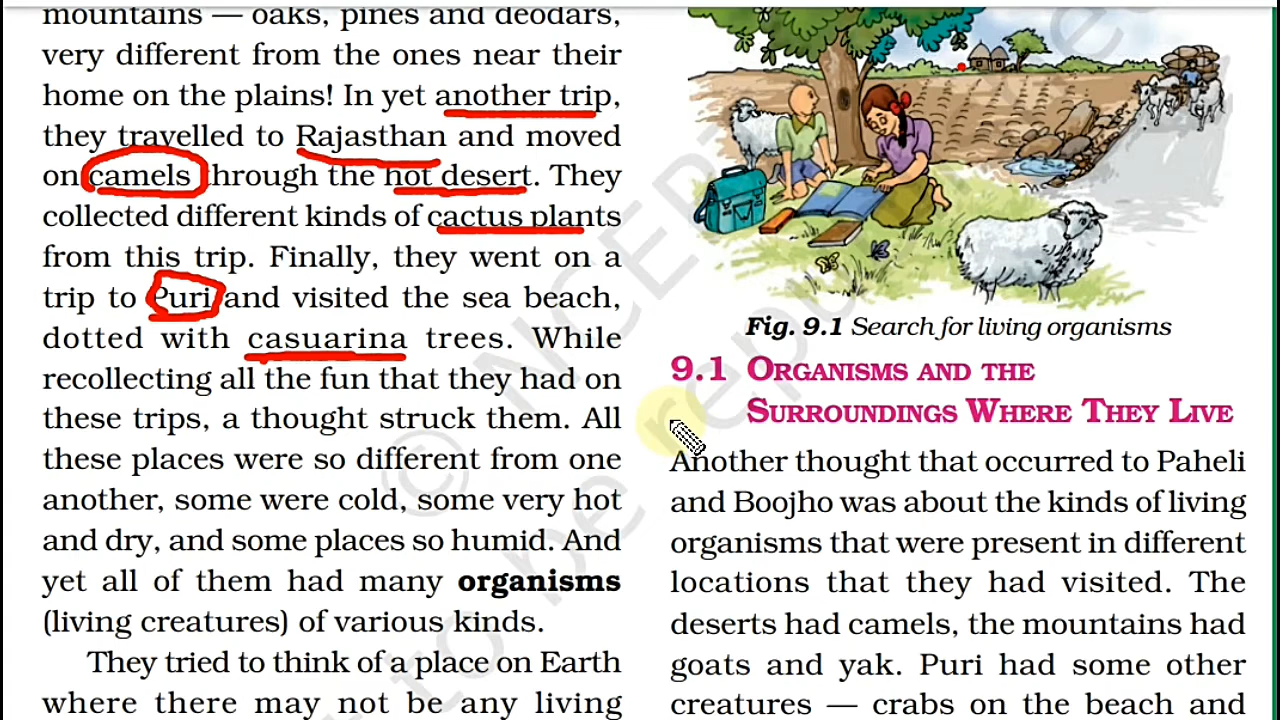 mountains — oaks, pines and deodars,
very different from the ones near their
home on the plains! In yet another trip,
they travelled to Rajasthan and moved
on camels through the hot desert. They
collected different kinds of cactus plants
from this trip. Finally, they went on a
trip to Puri and visited the sea beach,
dotted with casuarina trees. While
recollecting all the fun that they had on
these trips, a thought struck them. All
these places were so different from one
another, some were cold, some very hot
and dry, and some places so humid. And
yet all of them had many organisms
(living creatures) of various kinds.
They tried to think of a place on Earth
where there may not be any living
Fig. 9.1 Search for living organisms
9.1 ORGANISMS AND THE
SURROUNDINGS WHERE THEY LIVE
Another thought that occurred to Paheli
and Boojho was about the kinds of living
organisms that were present in different
locations that they had visited. The
deserts had camels, the mountains had
goats and yak. Puri had some other
creatures — crabs on the beach and
© NCERT
to be republished